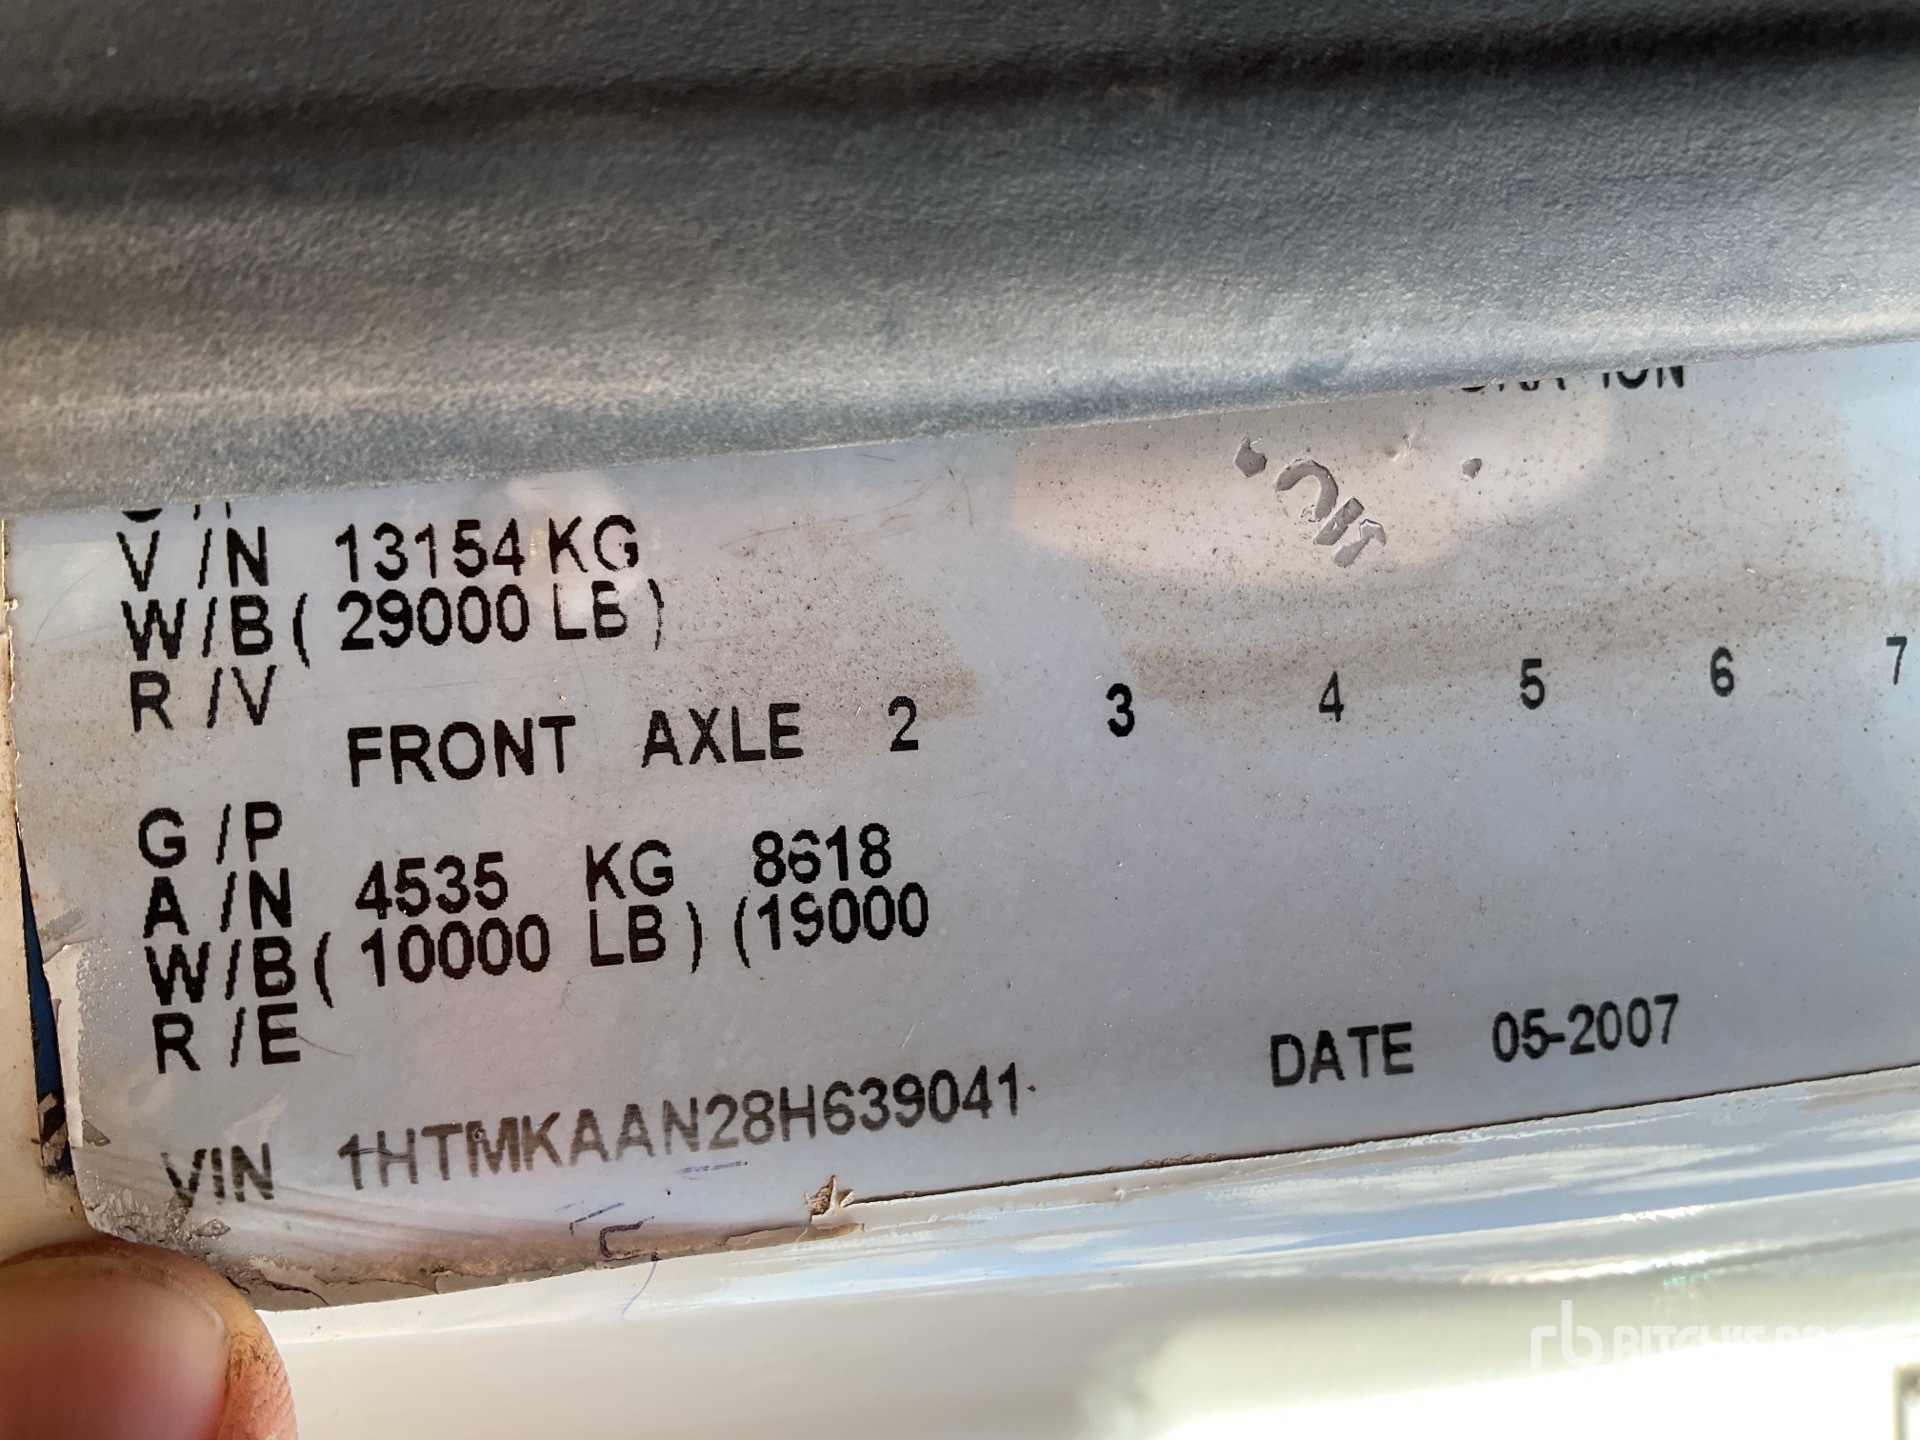 V/N 13154 KG
W/B ( 29000 LB )
R/V
FRONT AXLE 2 3 4 5 6 7
G/P
A/N 4535 KG 8618
W/B ( 10000 LB ) (19000
R/E
VIN 1HTMKAAN28H639041 DATE 05-2007
rb